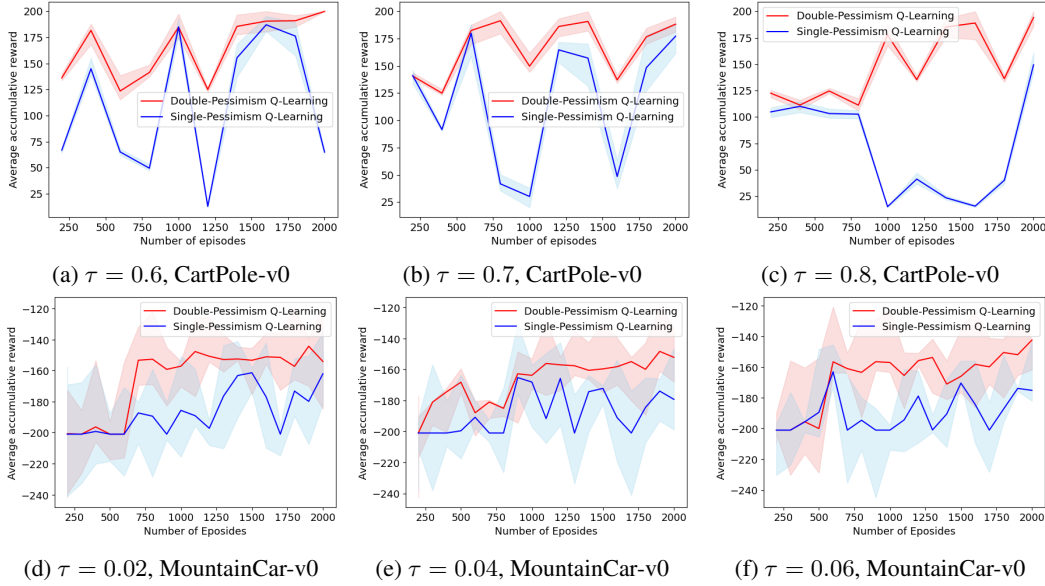 200
175
150
125
100
75
50
25
Average accumulative reward
Double-Pessimism Q-Learning
Single-Pessimism Q-Learning
250 500 750 1000 1250 1500 1750 2000
Number of episodes
(a) τ = 0.6, CartPole-v0
200
175
150
125
100
75
50
25
Average accumulative reward
Double-Pessimism Q-Learning
Single-Pessimism Q-Learning
250 500 750 1000 1250 1500 1750 2000
Number of episodes
(b) τ = 0.7, CartPole-v0
200
175
150
125
100
75
50
25
Average accumulative reward
Double-Pessimism Q-Learning
Single-Pessimism Q-Learning
250 500 750 1000 1250 1500 1750 2000
Number of episodes
(c) τ = 0.8, CartPole-v0
−140
−160
−180
−200
−220
−240
Average accumulative reward
Double-Pessimism Q-Learning
Single-Pessimism Q-Learning
250 500 750 1000 1250 1500 1750 2000
Number of Eposides
(d) τ = 0.02, MountainCar-v0
−120
−140
−160
−180
−200
−220
−240
Average accumulative reward
Double-Pessimism Q-Learning
Single-Pessimism Q-Learning
250 500 750 1000 1250 1500 1750 2000
Number of Eposides
(e) τ = 0.04, MountainCar-v0
−120
−140
−160
−180
−200
−220
−240
Average accumulative reward
Double-Pessimism Q-Learning
Single-Pessimism Q-Learning
250 500 750 1000 1250 1500 1750 2000
Number of Eposides
(f) τ = 0.06, MountainCar-v0